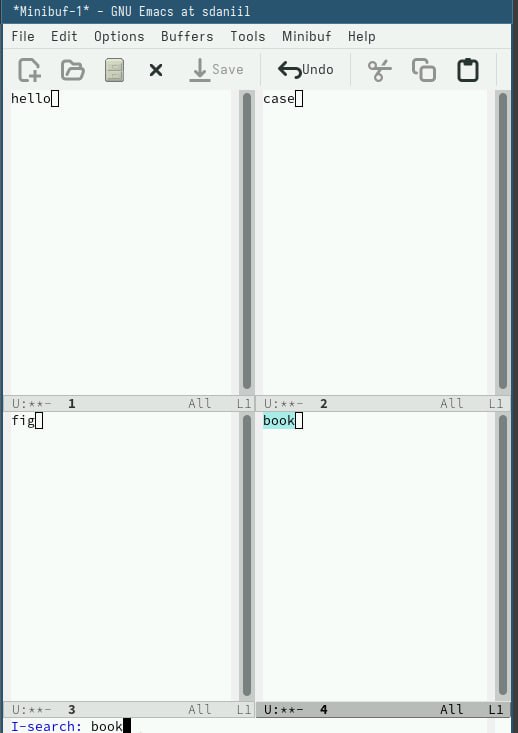 *Minibuf-1* - GNU Emacs at sdaniil
File Edit Options Buffers Tools Minibuf Help
Save Undo
hello
case
U:**- 1 All L1
U:**- 2 All L1
fig
book
U:**- 3 All L1
U:**- 4 All L1
I-search: book